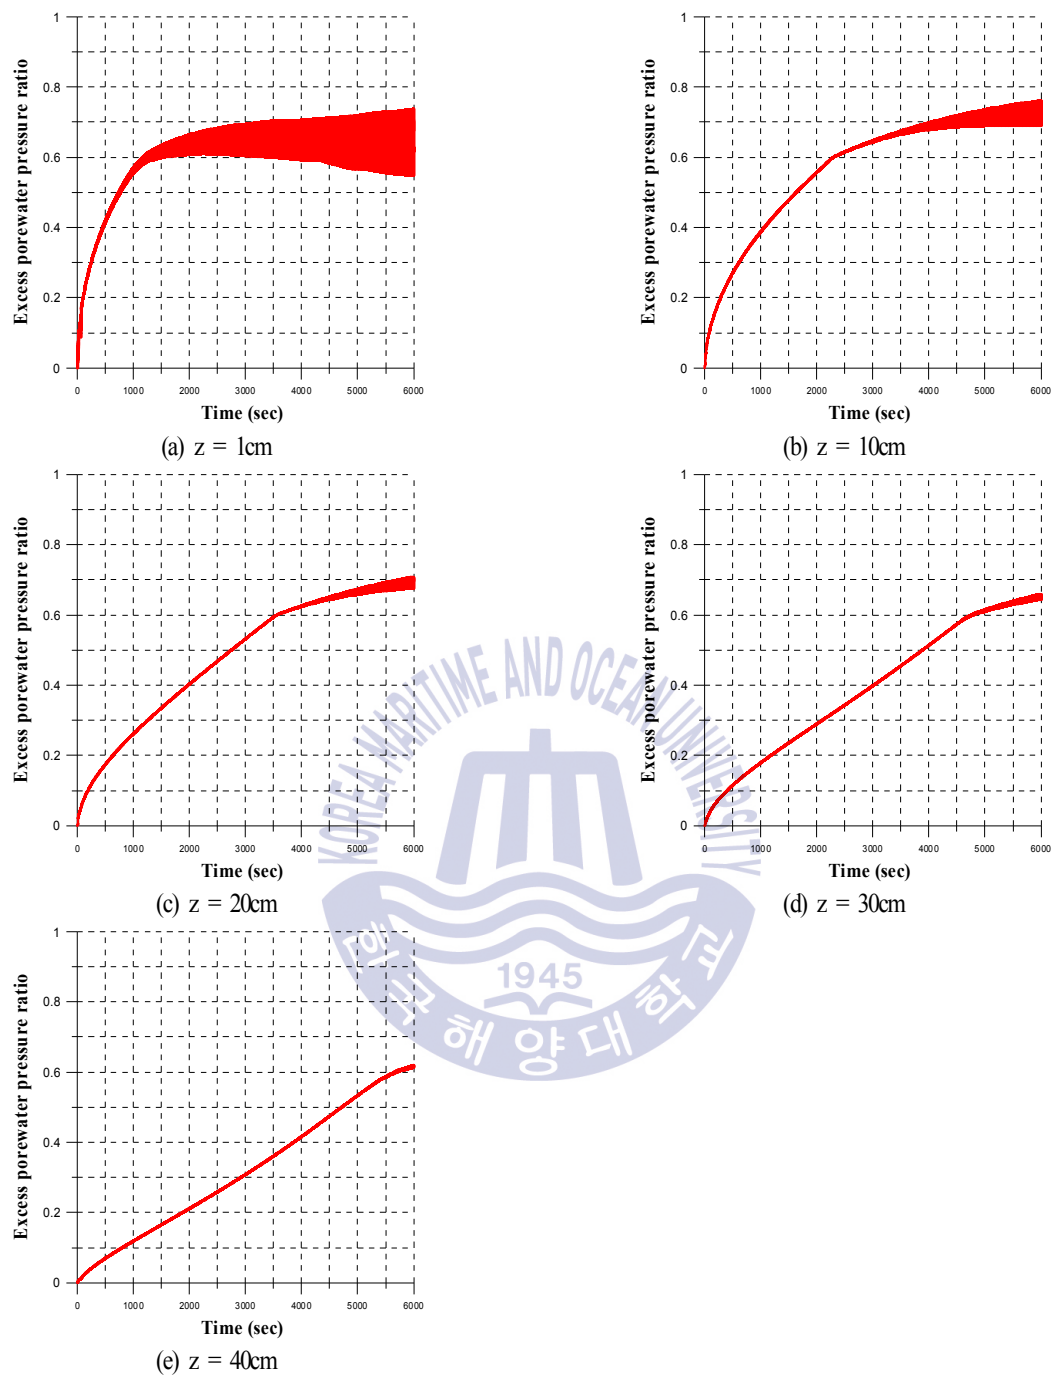 1
0.8
0.6
0.4
0.2
0
Excess porewater pressure ratio
0 1000 2000 3000 4000 5000 6000
Time (sec)
(a) z = 1cm
1
0.8
0.6
0.4
0.2
0
Excess porewater pressure ratio
0 1000 2000 3000 4000 5000 6000
Time (sec)
(b) z = 10cm
1
0.8
0.6
0.4
0.2
0
Excess porewater pressure ratio
0 1000 2000 3000 4000 5000 6000
Time (sec)
(c) z = 20cm
1
0.8
0.6
0.4
0.2
0
Excess porewater pressure ratio
0 1000 2000 3000 4000 5000 6000
Time (sec)
(d) z = 30cm
KOREA MARITIME AND OCEAN UNIVERSITY
1945
한국해양대학교
1
0.8
0.6
0.4
0.2
0
Excess porewater pressure ratio
0 1000 2000 3000 4000 5000 6000
Time (sec)
(e) z = 40cm